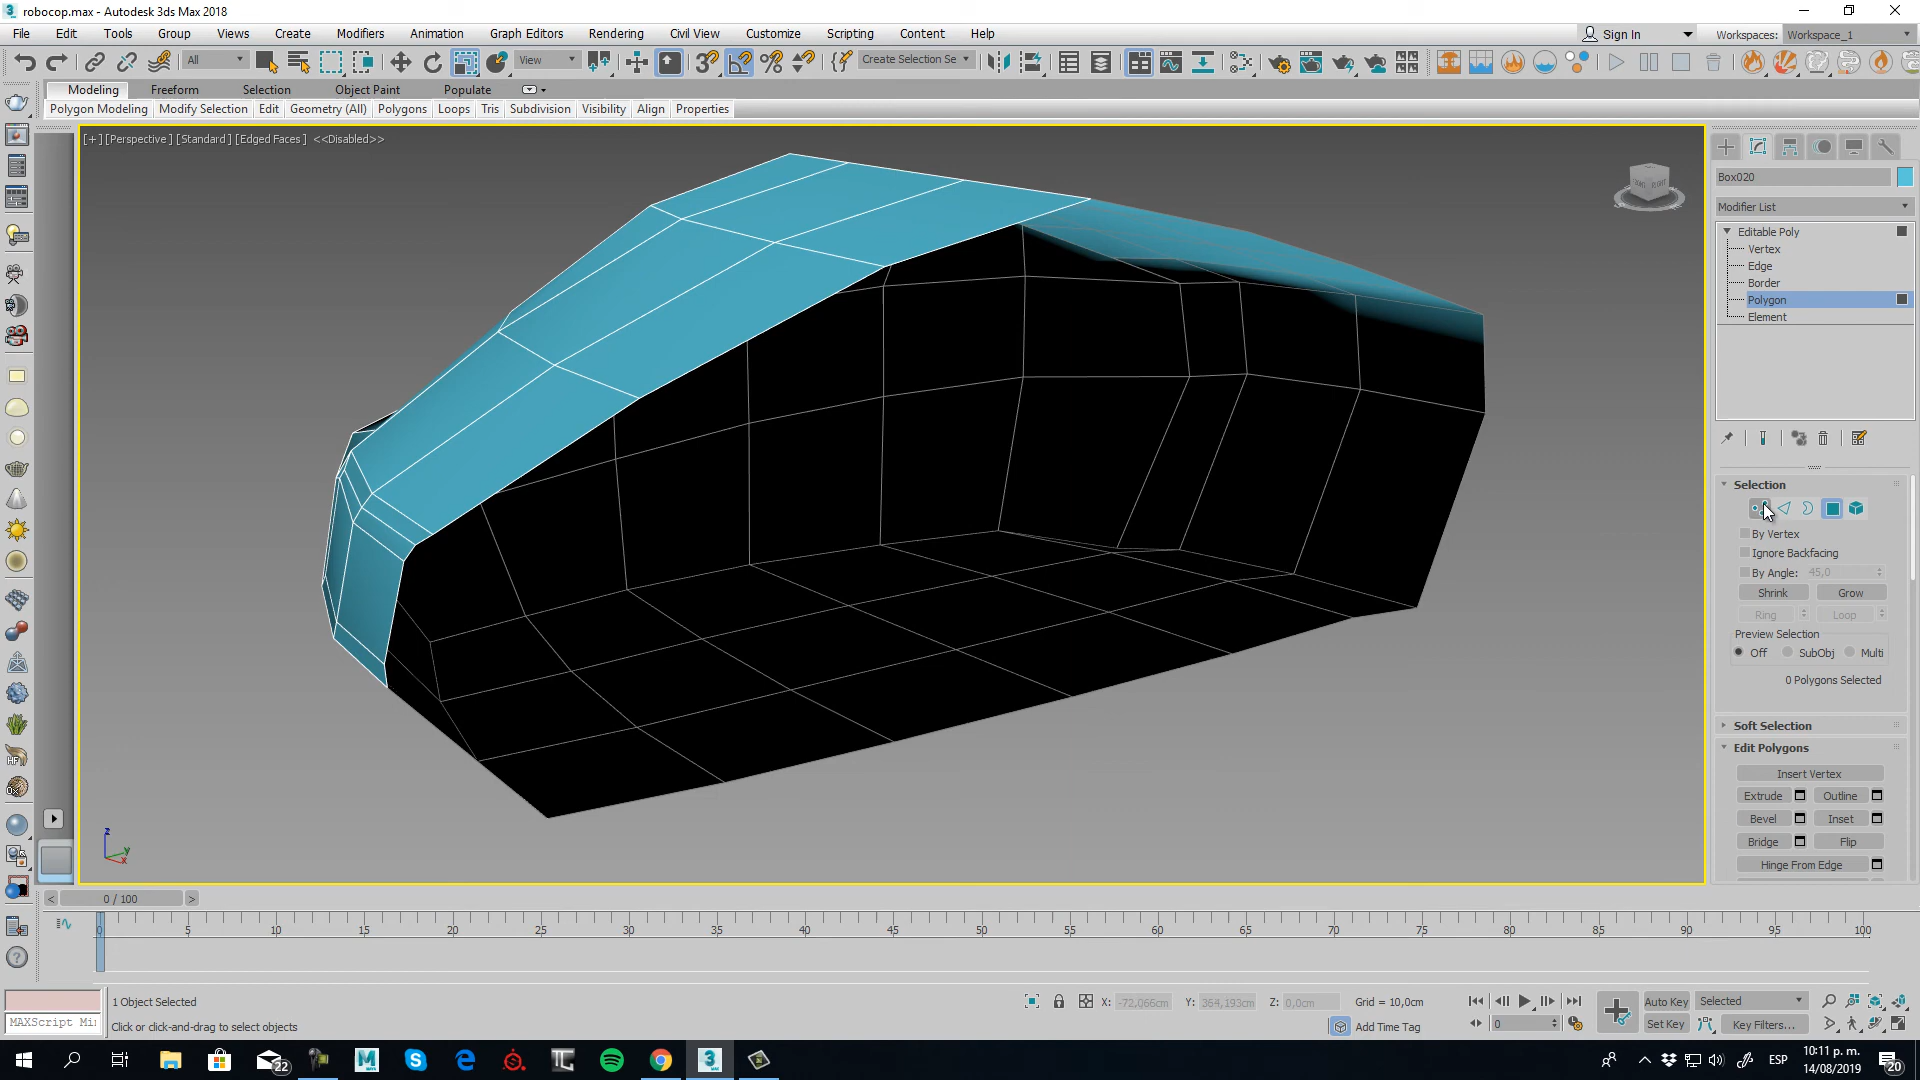 robocop.max - Autodesk 3ds Max 2018
File Edit Tools Group Views Create Modifiers Animation Graph Editors Rendering Civil View Customize Scripting Content Help
Sign In Workspaces: Workspace_1
All View Create Selection Se
Modeling Freeform Selection Object Paint Populate
Polygon Modeling Modify Selection Edit Geometry (All) Polygons Loops Tris Subdivision Visibility Align Properties
[+] [Perspective] [Standard] [Edged Faces] <<Disabled>>
Box020
Modifier List
Editable Poly
Vertex
Edge
Border
Polygon
Element
Selection
By Vertex
Ignore Backfacing
By Angle: 45,0
Shrink Grow
Ring Loop
Preview Selection
Off SubObj Multi
0 Polygons Selected
Soft Selection
Edit Polygons
Insert Vertex
Extrude Outline
Bevel Inset
Bridge Flip
Hinge From Edge
z
y
x
< 0 / 100 >
0 5 10 15 20 25 30 35 40 45 50 55 60 65 70 75 80 85 90 95 100
1 Object Selected X: -72,066cm Y: 364,193cm Z: 0,0cm Grid = 10,0cm Auto Key Selected
MAXScript Mi Click or click-and-drag to select objects Add Time Tag 0 Set Key Key Filters...
22 ESP 10:11 p. m.
14/08/2019 20